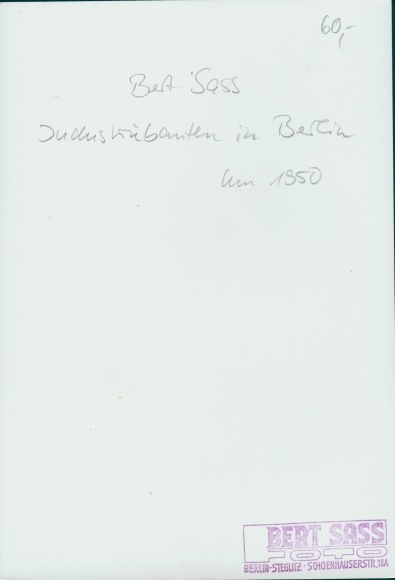 60,-
Bert Sass
Industriebauten in Berlin
um 1950
BERT SASS
FOTO
BERLIN-STEGLITZ · SCHOENHAUSERSTR. 18A